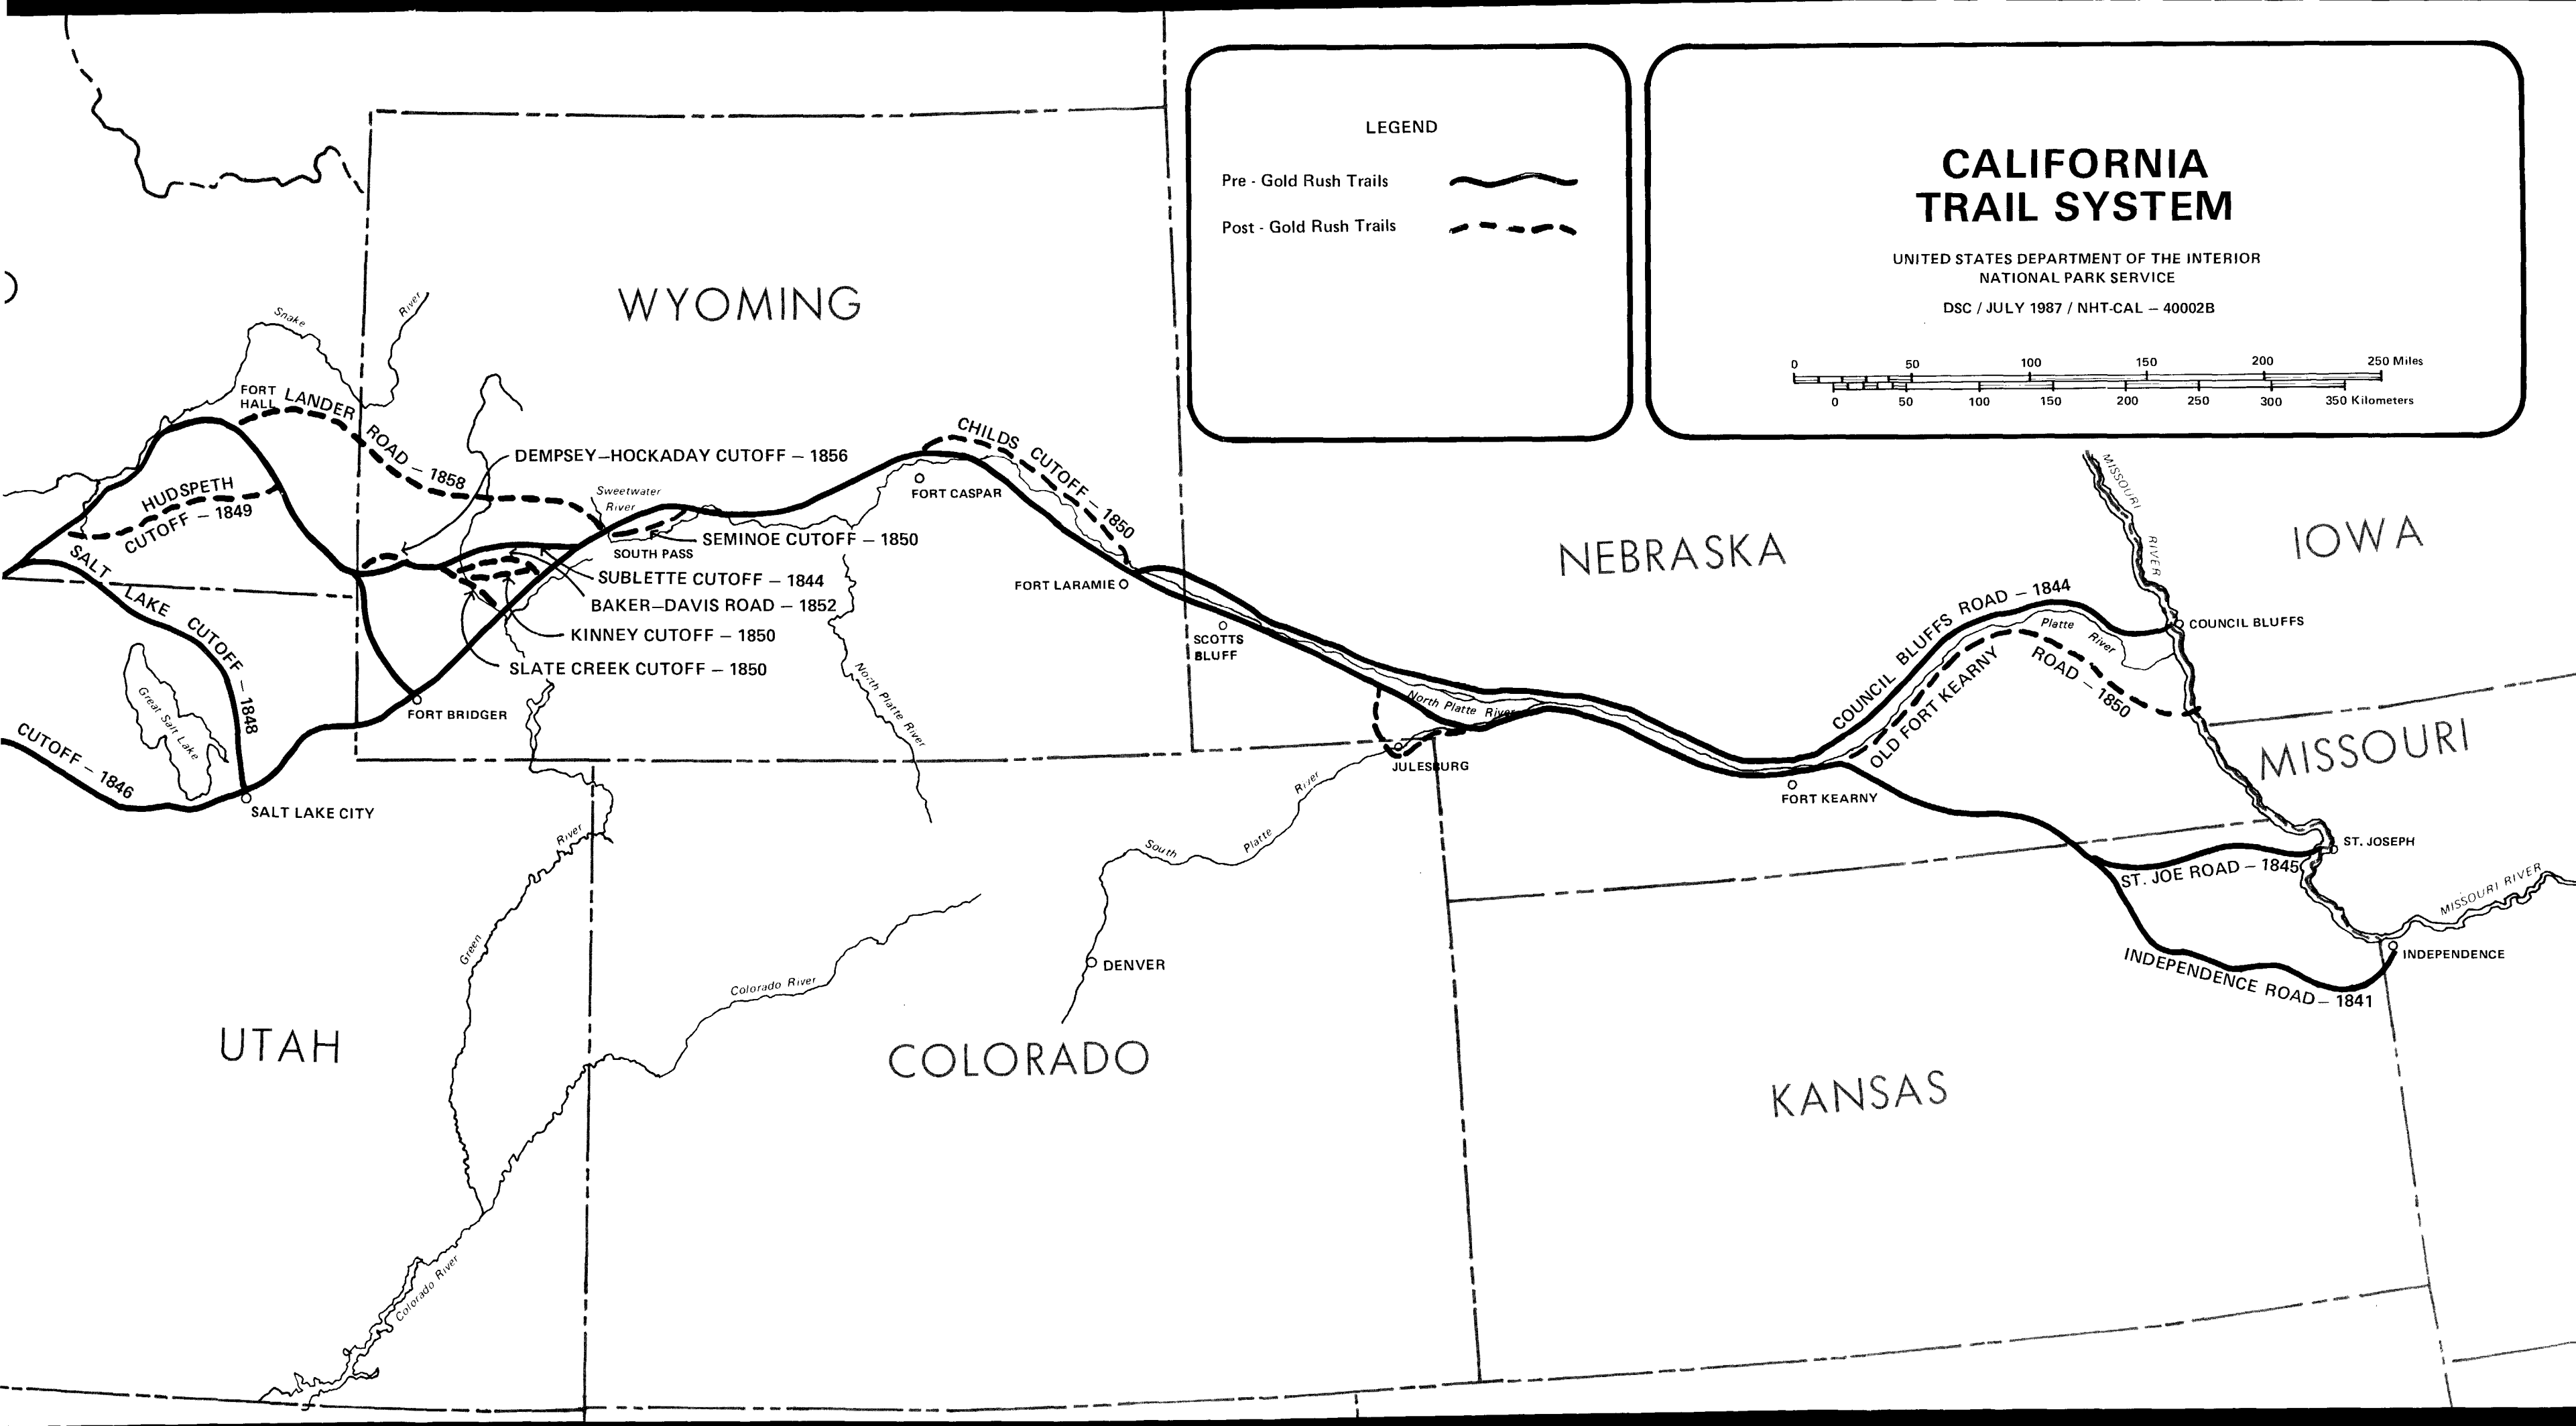 LEGEND
Pre - Gold Rush Trails
Post - Gold Rush Trails
CALIFORNIA
TRAIL SYSTEM
UNITED STATES DEPARTMENT OF THE INTERIOR
NATIONAL PARK SERVICE
DSC / JULY 1987 / NHT-CAL – 40002B
0 50 100 150 200 250 Miles
0 50 100 150 200 250 300 350 Kilometers
WYOMING
Snake
River
FORT
HALL
LANDER
ROAD – 1858
HUDSPETH
CUTOFF – 1849
SALT LAKE CUTOFF – 1848
DEMPSEY–HOCKADAY CUTOFF – 1856
Sweetwater
River
SOUTH PASS
SEMINOE CUTOFF – 1850
SUBLETTE CUTOFF – 1844
BAKER–DAVIS ROAD – 1852
KINNEY CUTOFF – 1850
SLATE CREEK CUTOFF – 1850
CHILDS CUTOFF – 1850
FORT CASPAR
FORT LARAMIE
SCOTTS
BLUFF
FORT BRIDGER
Great Salt Lake
CUTOFF – 1846
SALT LAKE CITY
North Platte River
North Platte River
JULESBURG
South Platte River
NEBRASKA
IOWA
MISSOURI
RIVER
COUNCIL BLUFFS ROAD – 1844
COUNCIL BLUFFS
Platte River
OLD FORT KEARNY ROAD – 1850
FORT KEARNY
MISSOURI
ST. JOSEPH
ST. JOE ROAD – 1845
MISSOURI RIVER
INDEPENDENCE
INDEPENDENCE ROAD – 1841
Green
River
Colorado River
DENVER
UTAH
COLORADO
KANSAS
Colorado River